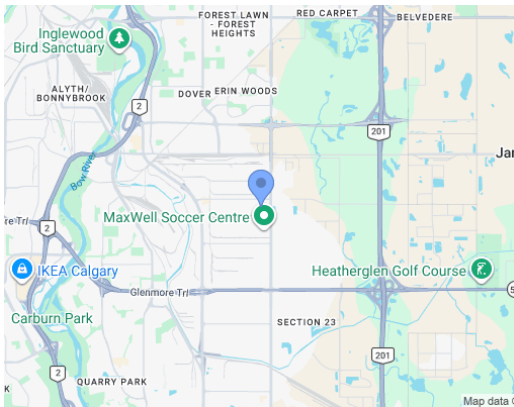 RED CARPET
BELVEDERE
FOREST LAWN
- FOREST
HEIGHTS
Inglewood
Bird Sanctuary
ALYTH/
BONNYBROOK
DOVER
ERIN WOODS
2
201
Bow River
Jan
MaxWell Soccer Centre
re Trl
2
IKEA Calgary
Heatherglen Golf Course
Glenmore Trl
Carburn Park
SECTION 23
201
2
K
QUARRY PARK
Map data ©